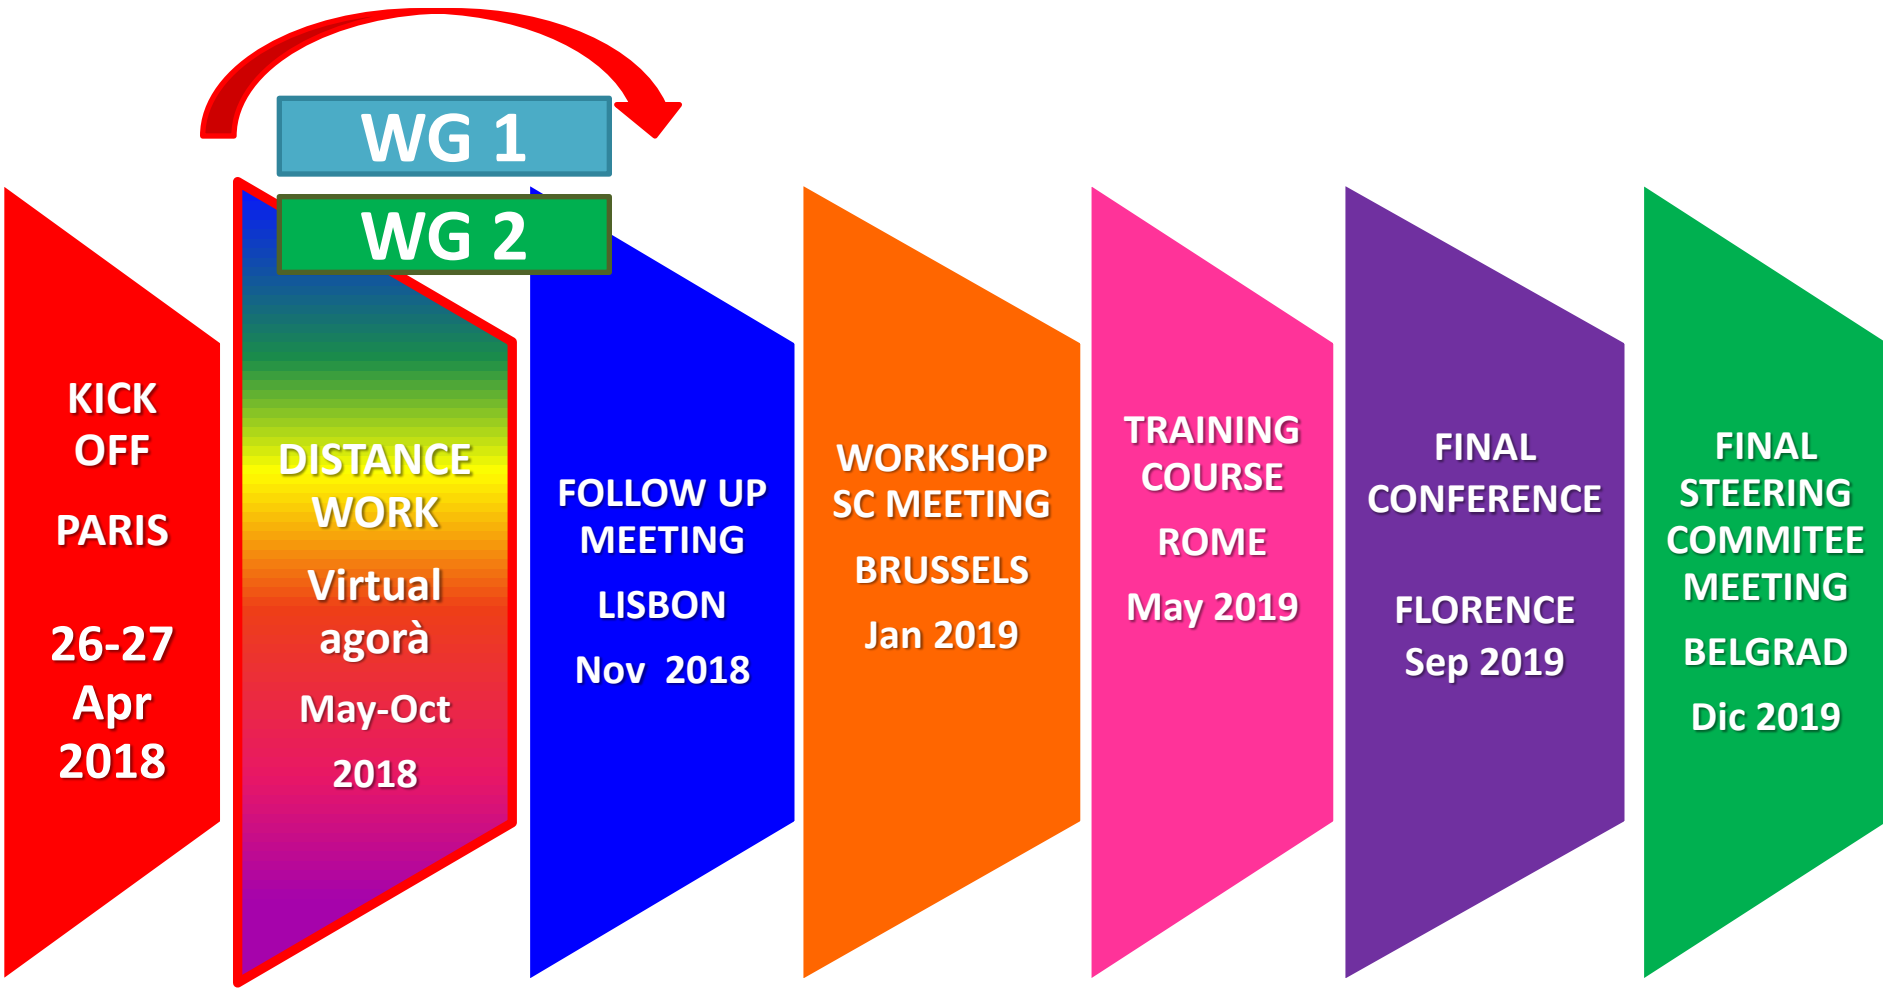 WG 1
WG 2
KICK
OFF
PARIS
26-27
Apr
2018
DISTANCE
WORK
Virtual
agorà
May-Oct
2018
FOLLOW UP
MEETING
LISBON
Nov  2018
WORKSHOP
SC MEETING
BRUSSELS
Jan 2019
TRAINING
COURSE
ROME
May 2019
FINAL
CONFERENCE
FLORENCE
Sep 2019
FINAL
STEERING
COMMITEE
MEETING
BELGRAD
Dic 2019